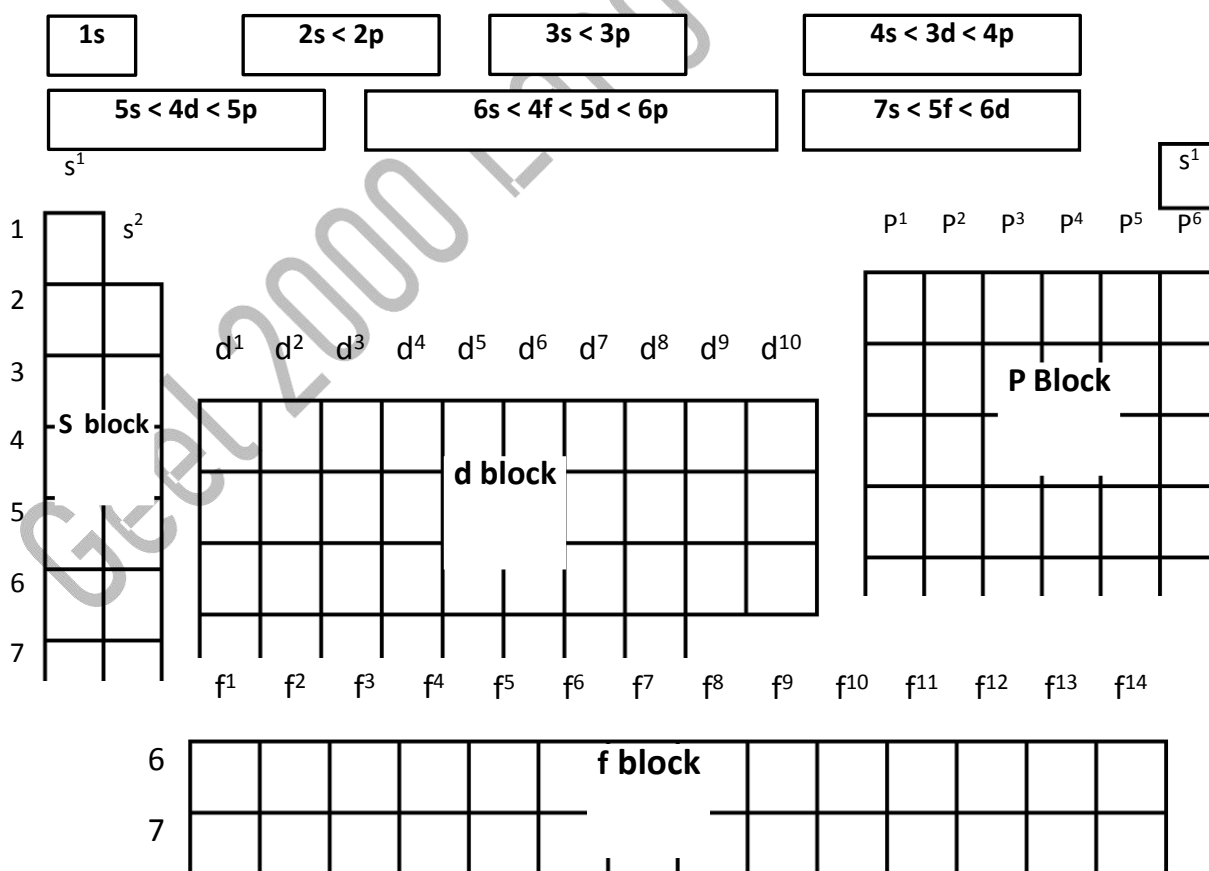 1s 2s < 2p 3s < 3p 4s < 3d < 4p
5s < 4d < 5p 6s < 4f < 5d < 6p 7s < 5f < 6d
s¹ s¹
1 s² P¹ P² P³ P⁴ P⁵ P⁶
2
d¹ d² d³ d⁴ d⁵ d⁶ d⁷ d⁸ d⁹ d¹⁰
3 P Block
4 S block
d block
5
6
7
f¹ f² f³ f⁴ f⁵ f⁶ f⁷ f⁸ f⁹ f¹⁰ f¹¹ f¹² f¹³ f¹⁴
6 f block
7
2000